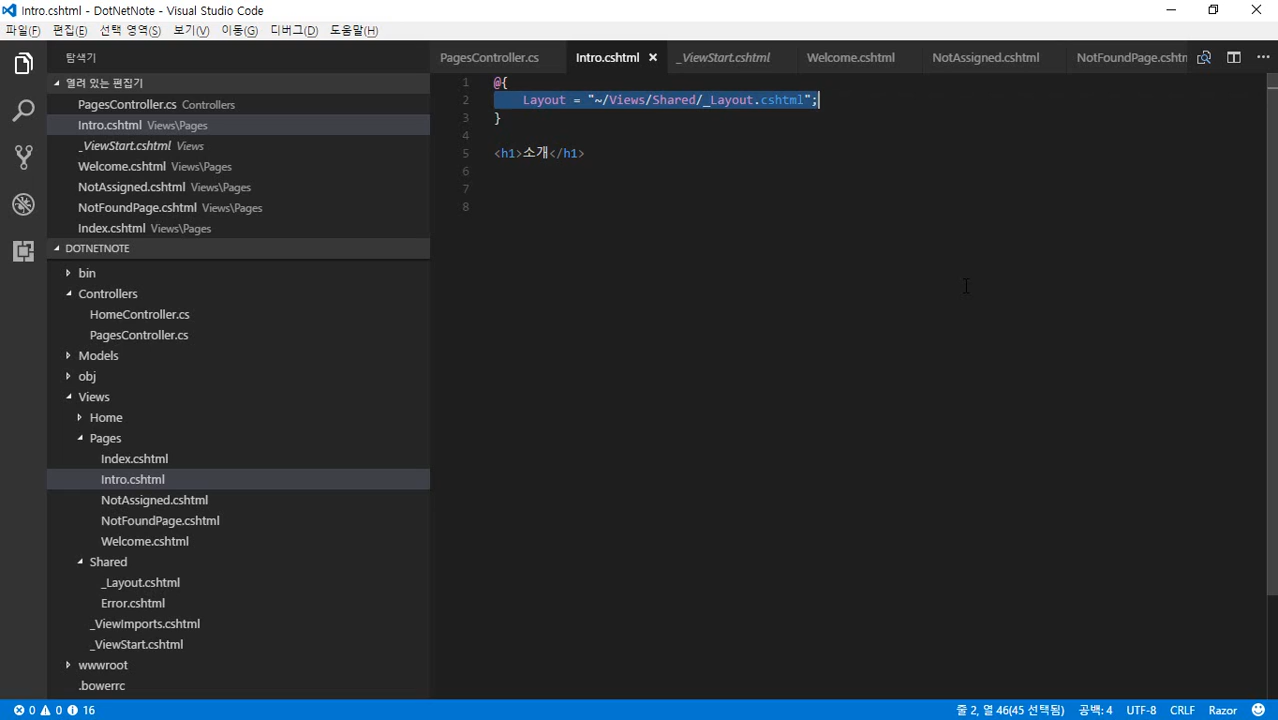 Intro.cshtml - DotNetNote - Visual Studio Code
파일(F) 편집(E) 선택 영역(S) 보기(V) 이동(G) 디버그(D) 도움말(H)
탐색기
PagesController.cs Intro.cshtml _ViewStart.cshtml Welcome.cshtml NotAssigned.cshtml NotFoundPage.cshtm
열려 있는 편집기
PagesController.cs Controllers
Intro.cshtml Views\Pages
_ViewStart.cshtml Views
Welcome.cshtml Views\Pages
NotAssigned.cshtml Views\Pages
NotFoundPage.cshtml Views\Pages
Index.cshtml Views\Pages
DOTNETNOTE
bin
Controllers
HomeController.cs
PagesController.cs
Models
obj
Views
Home
Pages
Index.cshtml
Intro.cshtml
NotAssigned.cshtml
NotFoundPage.cshtml
Welcome.cshtml
Shared
_Layout.cshtml
Error.cshtml
_ViewImports.cshtml
_ViewStart.cshtml
wwwroot
.bowerrc
1 @{
2 Layout = "~/Views/Shared/_Layout.cshtml";
3 }
4
5 <h1>소개</h1>
6
7
8
0 0 16
줄 2, 열 46(45 선택됨) 공백: 4 UTF-8 CRLF Razor